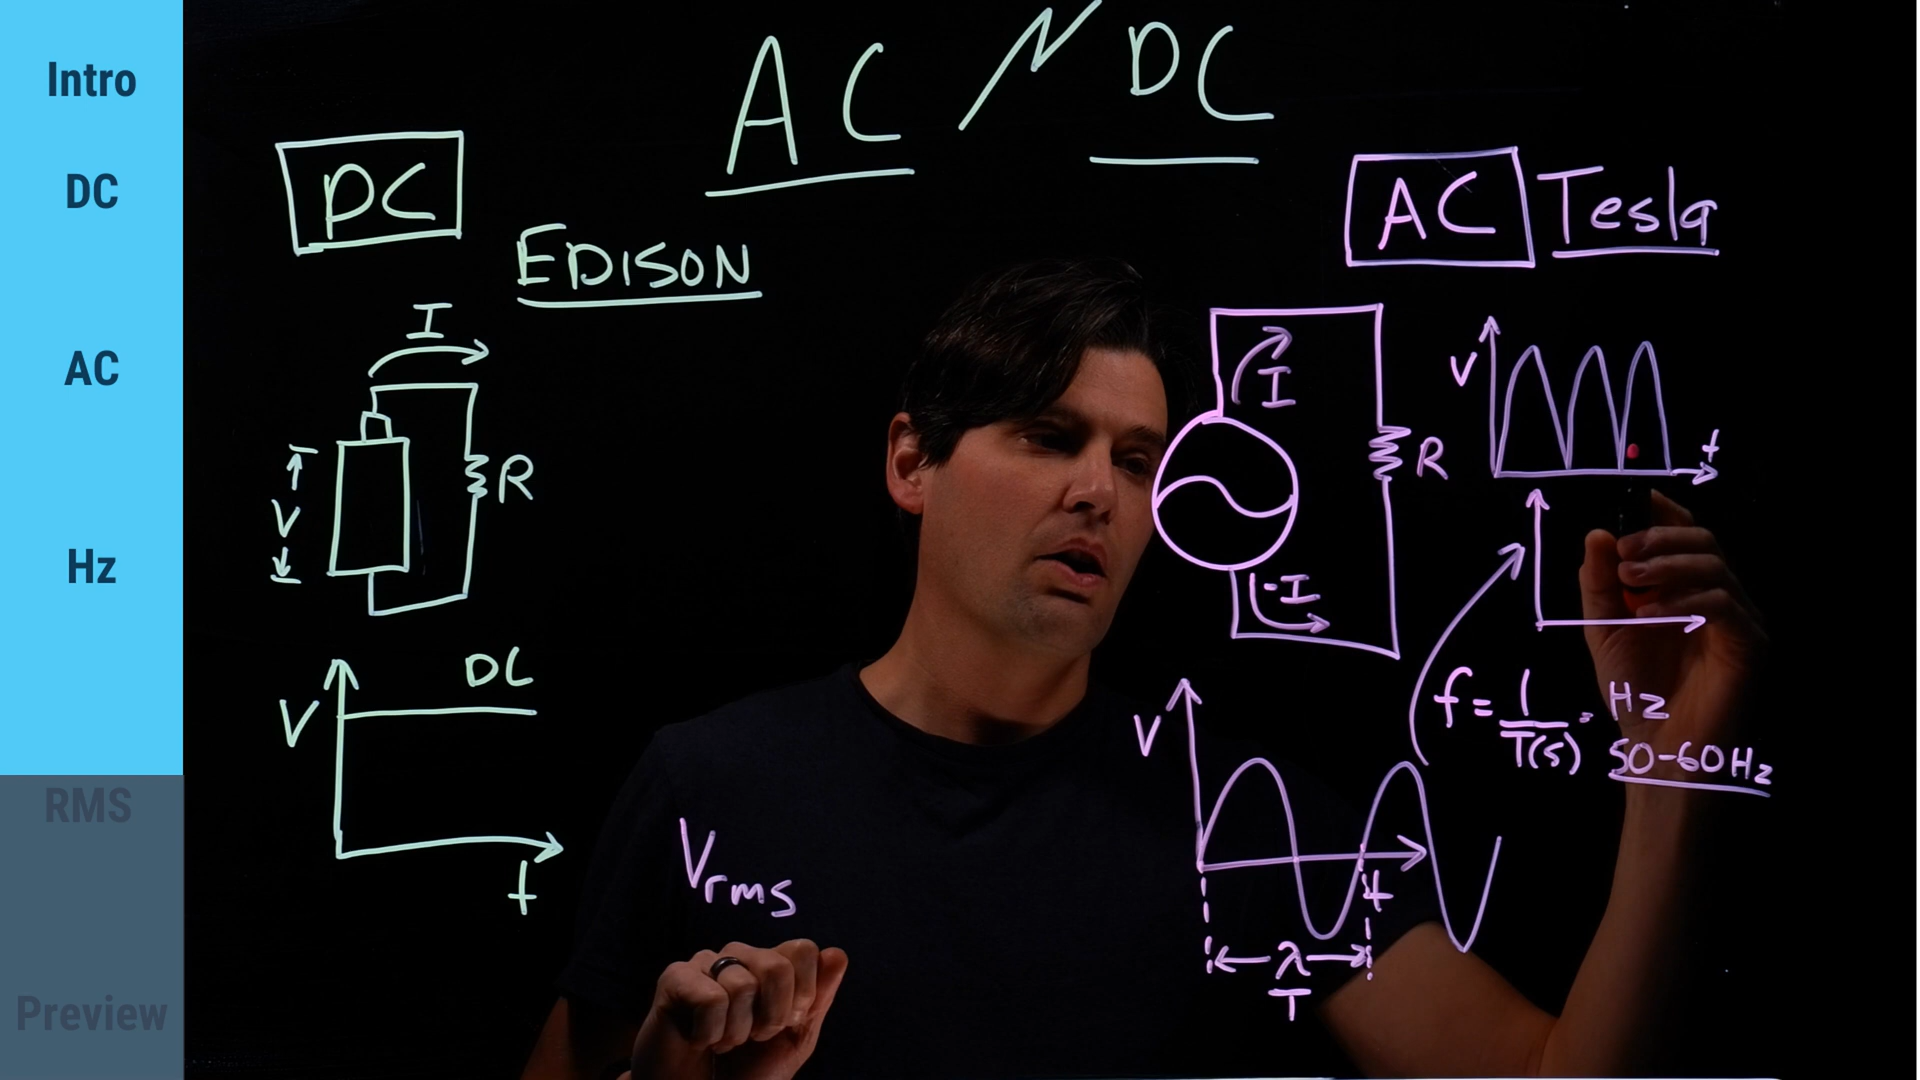 Intro
DC
AC
Hz
RMS
Preview
AC / DC
DC
EDISON
I
V
R
V
DC
t
Vrms
AC Tesla
I
R
-I
V
t
f = 1/T(s) = Hz
50-60Hz
V
t
λ
T